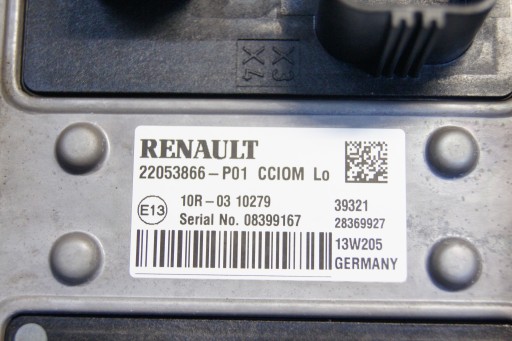 X3
X4
RENAULT
22053866-P01 CCIOM Lo
E13
10R-03 10279
39321
Serial No. 08399167
28369927
13W205
GERMANY